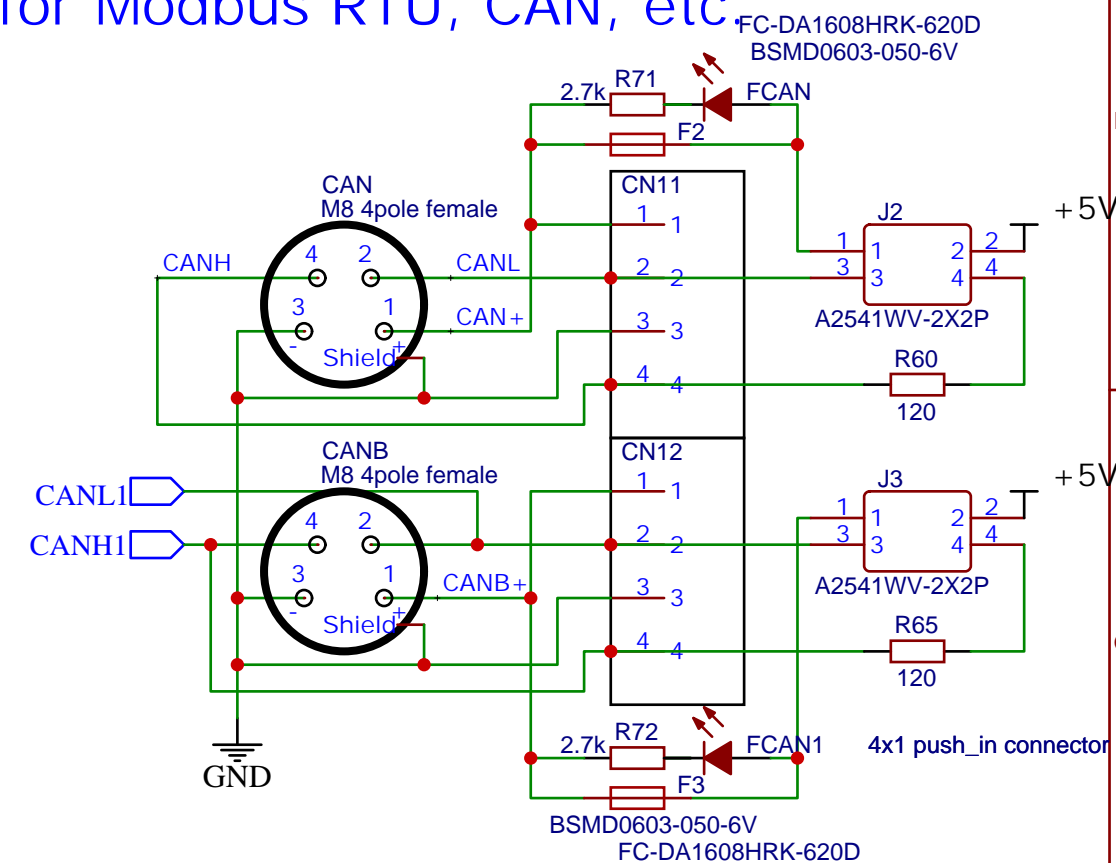 for Modbus RTU, CAN, etc.
FC-DA1608HRK-620D
BSMD0603-050-6V
R71
2.7k
FCAN
F2
CAN
M8 4pole female
CN11
1 1
J2
+5V
4 2
CANH
CANL
2 2
1 1 2 2
3 3 4 4
3 1
CAN+
3 3
A2541WV-2X2P
- +
Shield
R60
4 4
120
CANB
M8 4pole female
CN12
1 1
J3
+5V
CANL1
4 2
1 1 2 2
CANH1
2 2
3 3 4 4
3 1
CANB+
3 3
A2541WV-2X2P
- +
Shield
R65
4 4
120
R72
2.7k
FCAN1
4x1 push_in connector
GND
F3
BSMD0603-050-6V
FC-DA1608HRK-620D